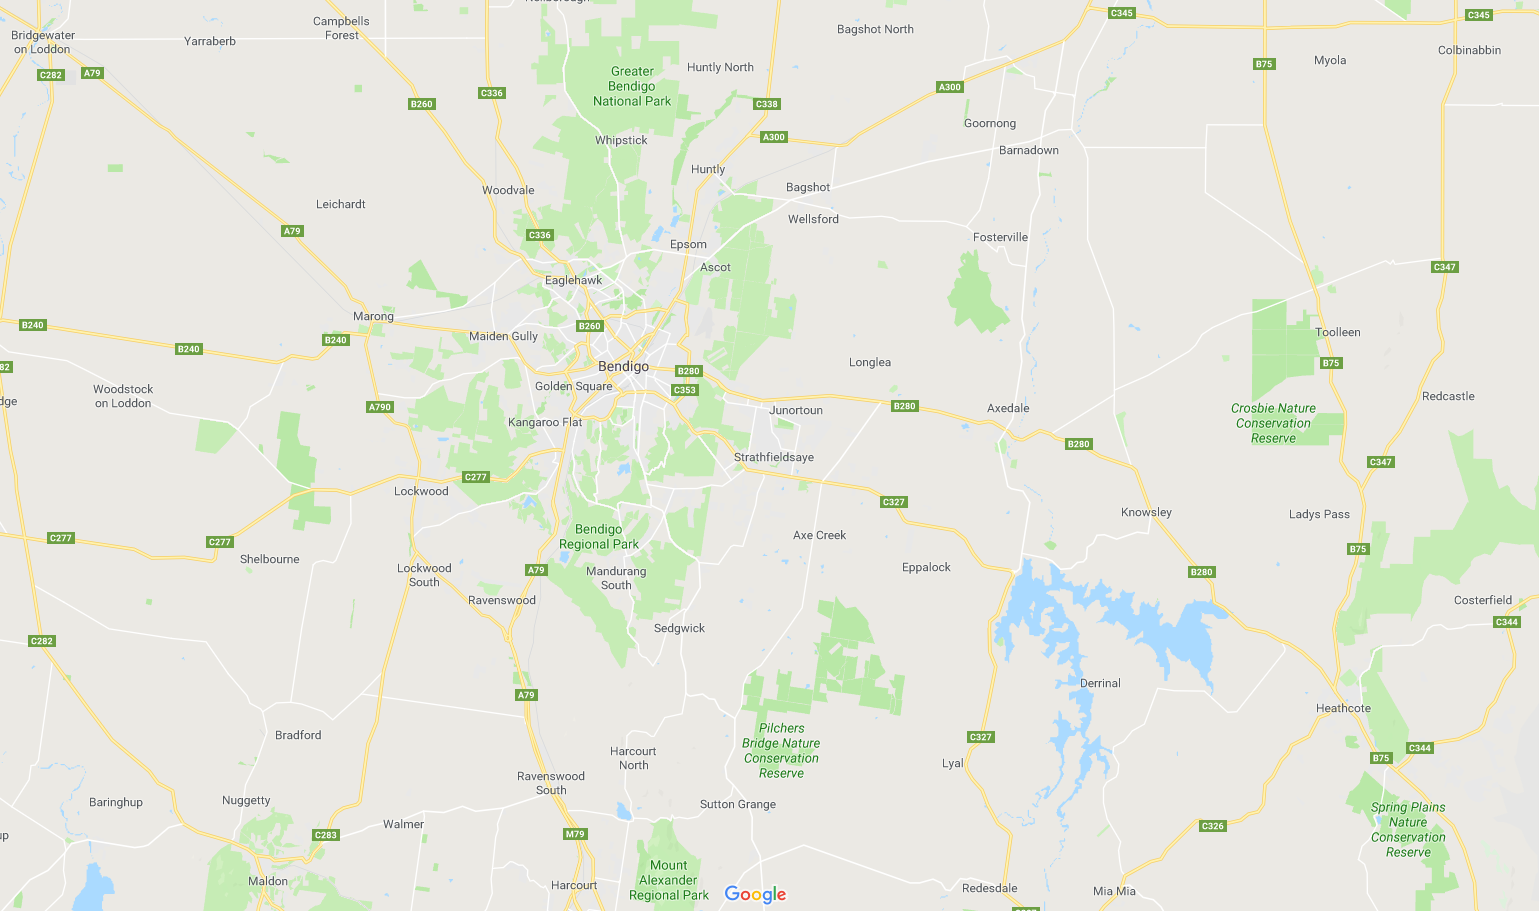 Campbells
Forest
Bagshot North
C345
C345
Bridgewater
on Loddon
Yarraberb
Colbinabbin
C282
A79
Greater
Bendigo
National Park
Huntly North
B75
Myola
B260
C336
C338
A300
A300
Goornong
Whipstick
Barnadown
Huntly
Woodvale
Bagshot
Leichardt
Wellsford
A79
C336
Epsom
Fosterville
Ascot
C347
Eaglehawk
Marong
B240
B260
Toolleen
B240
B240
Maiden Gully
Bendigo
B280
Longlea
B75
82
Woodstock
on Loddon
Golden Square
C353
Redcastle
A790
Junortoun
B280
Axedale
Crosbie Nature
Conservation
Reserve
Kangaroo Flat
B280
Strathfieldsaye
C347
C277
Lockwood
C327
Knowsley
Ladys Pass
C277
C277
Bendigo
Regional Park
Axe Creek
B75
Shelbourne
Lockwood
South
A79
Mandurang
South
Eppalock
B280
Ravenswood
Costerfield
Sedgwick
C344
C282
Derrinal
A79
Heathcote
Bradford
Pilchers
Bridge Nature
Conservation
Reserve
C327
C344
Harcourt
North
B75
Lyal
Ravenswood
South
Baringhup
Nuggetty
Sutton Grange
Spring Plains
Nature
Conservation
Reserve
Walmer
C326
C283
M79
Mount
Alexander
Regional Park
Maldon
Harcourt
Google
Redesdale
Mia Mia